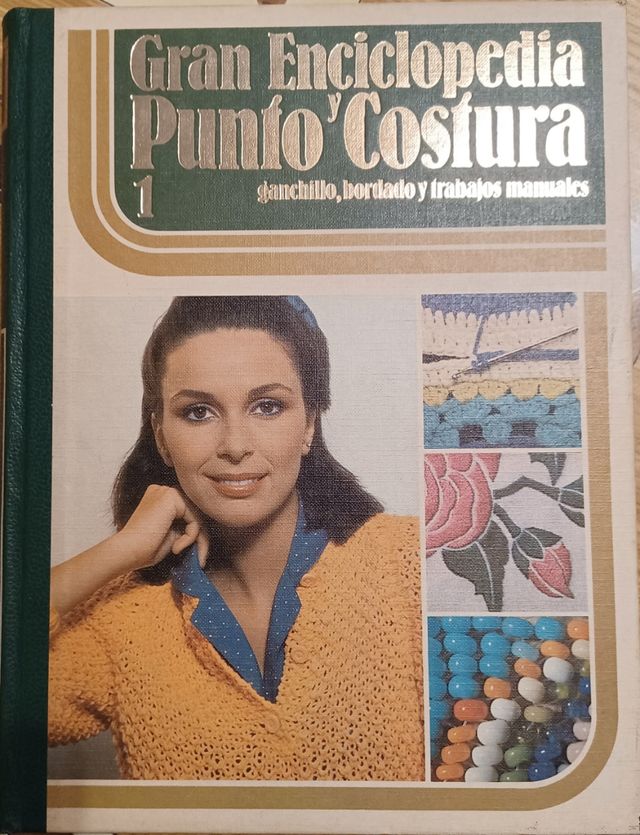 Gran Enciclopedia
Punto y Costura
1 ganchillo, bordado y trabajos manuales